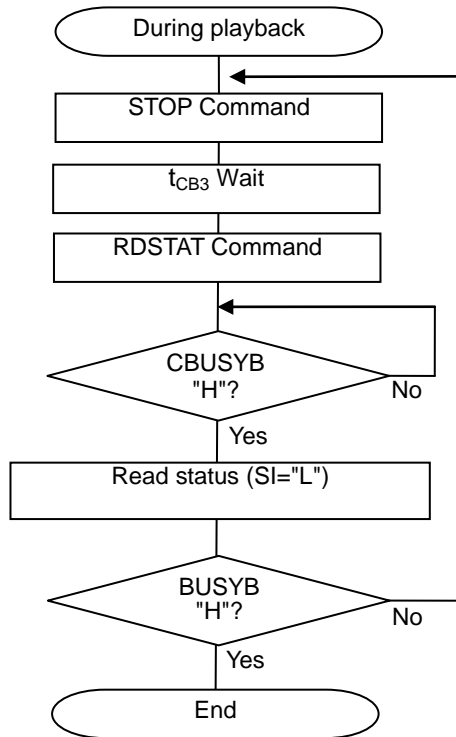 During playback
STOP Command
tCB3 Wait
RDSTAT Command
CBUSYB
"H"?
No
Yes
Read status (SI="L")
BUSYB
"H"?
No
Yes
End